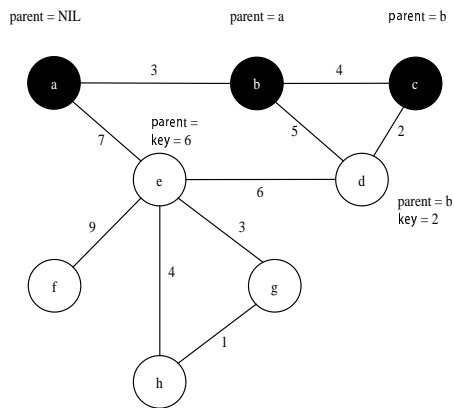 parent = NIL
parent = a
parent = b
a
3
b
4
c
7
parent =
key = 6
5
2
e
6
d
parent = b
key = 2
9
3
f
4
g
1
h